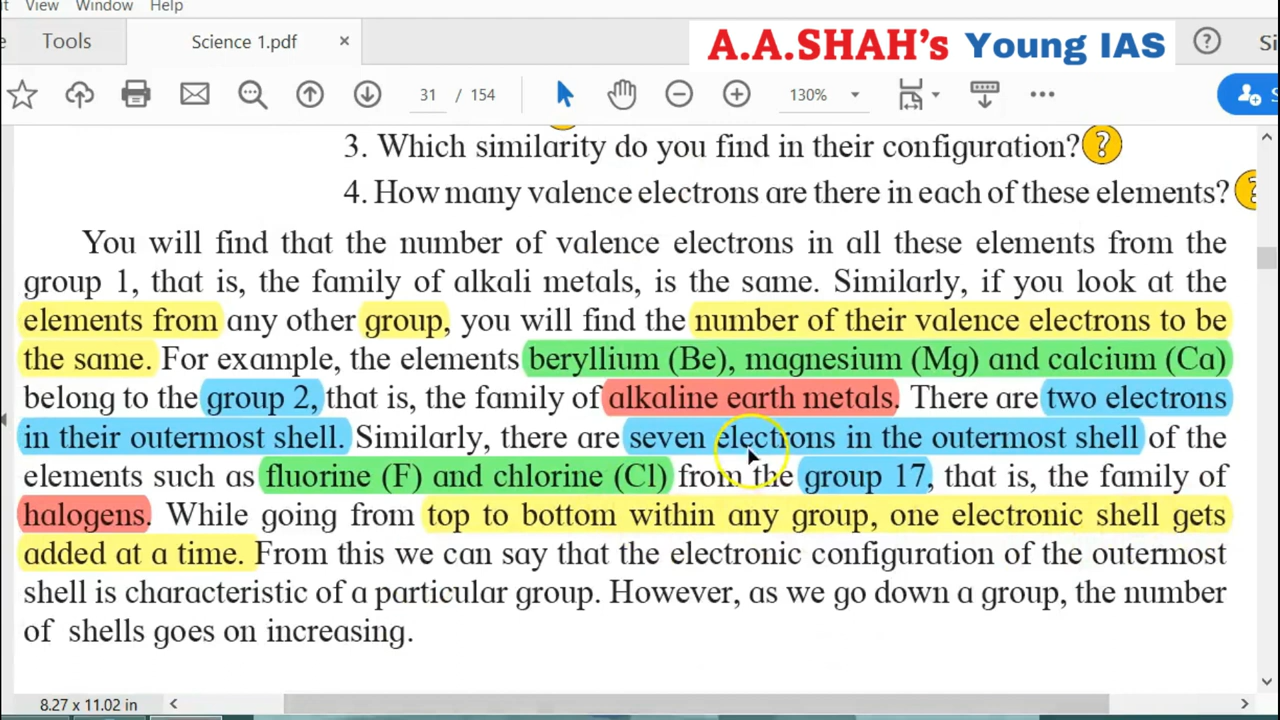 View Window Help
Tools Science 1.pdf × A.A.SHAH's Young IAS ?
31 / 154 130%
3. Which similarity do you find in their configuration? ?
4. How many valence electrons are there in each of these elements? ?
You will find that the number of valence electrons in all these elements from the
group 1, that is, the family of alkali metals, is the same. Similarly, if you look at the
elements from any other group, you will find the number of their valence electrons to be
the same. For example, the elements beryllium (Be), magnesium (Mg) and calcium (Ca)
belong to the group 2, that is, the family of alkaline earth metals. There are two electrons
in their outermost shell. Similarly, there are seven electrons in the outermost shell of the
elements such as fluorine (F) and chlorine (Cl) from the group 17, that is, the family of
halogens. While going from top to bottom within any group, one electronic shell gets
added at a time. From this we can say that the electronic configuration of the outermost
shell is characteristic of a particular group. However, as we go down a group, the number
of shells goes on increasing.
8.27 x 11.02 in